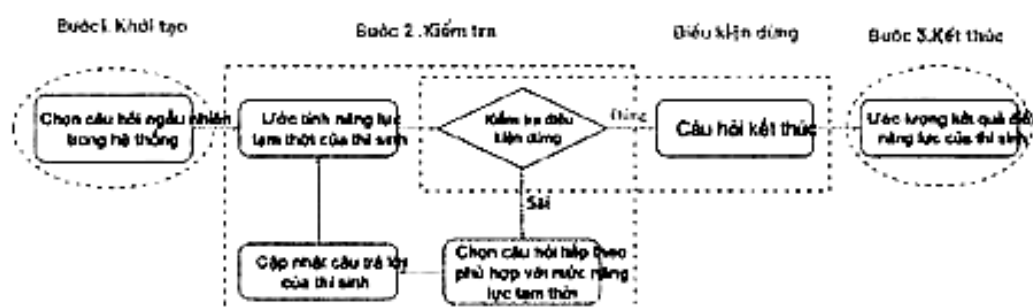 Bước 1. Khởi tạo
Bước 2. Kiểm tra
Điều kiện dừng
Bước 3. Kết thúc
Chọn câu hỏi ngẫu nhiên
trong hệ thống
Ước tính năng lực
tạm thời của thí sinh
Kiểm tra điều
kiện dừng
Đúng
Câu hỏi kết thúc
Ước lượng kết quả điểm
năng lực của thí sinh
Sai
Cập nhật câu trả lời
của thí sinh
Chọn câu hỏi tiếp theo
phù hợp với mức năng
lực tạm thời